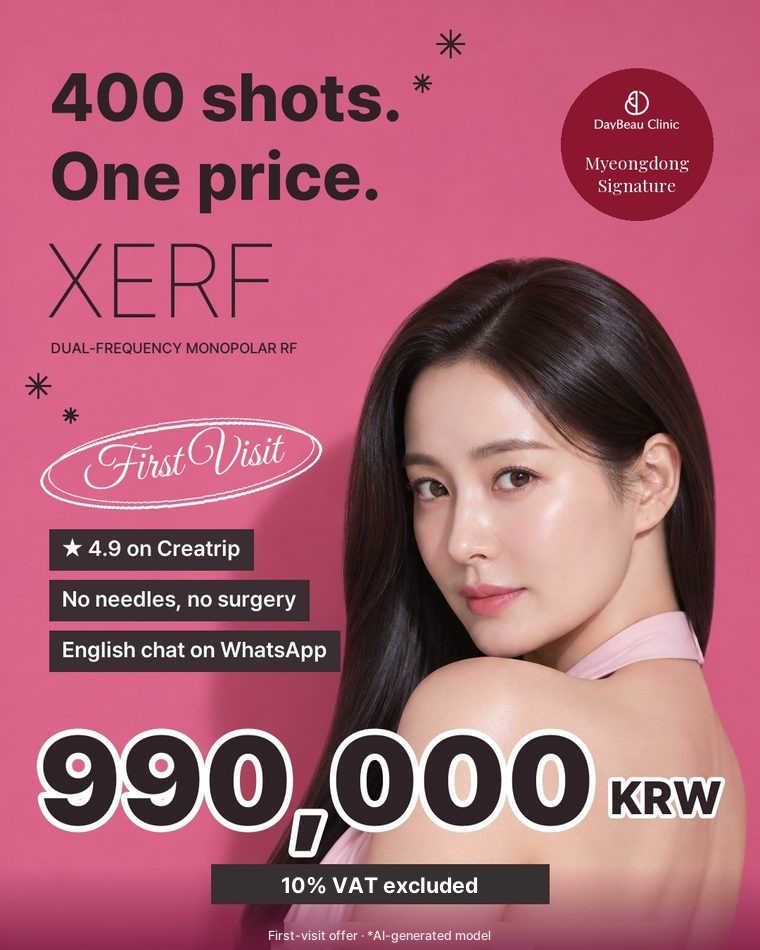 400 shots.
One price.
DayBeau Clinic
Myeongdong
Signature
XERF
DUAL-FREQUENCY MONOPOLAR RF
First Visit
★ 4.9 on Creatrip
No needles, no surgery
English chat on WhatsApp
990,000 KRW
10% VAT excluded
First-visit offer · *AI-generated model